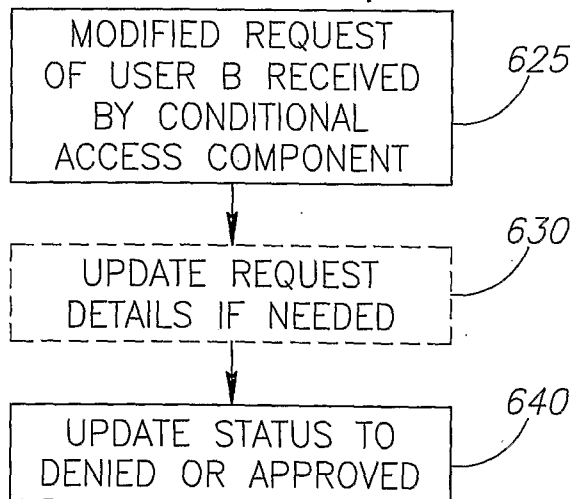 MODIFIED REQUEST
OF USER B RECEIVED
BY CONDITIONAL
ACCESS COMPONENT
625
UPDATE REQUEST
DETAILS IF NEEDED
630
UPDATE STATUS TO
DENIED OR APPROVED
640